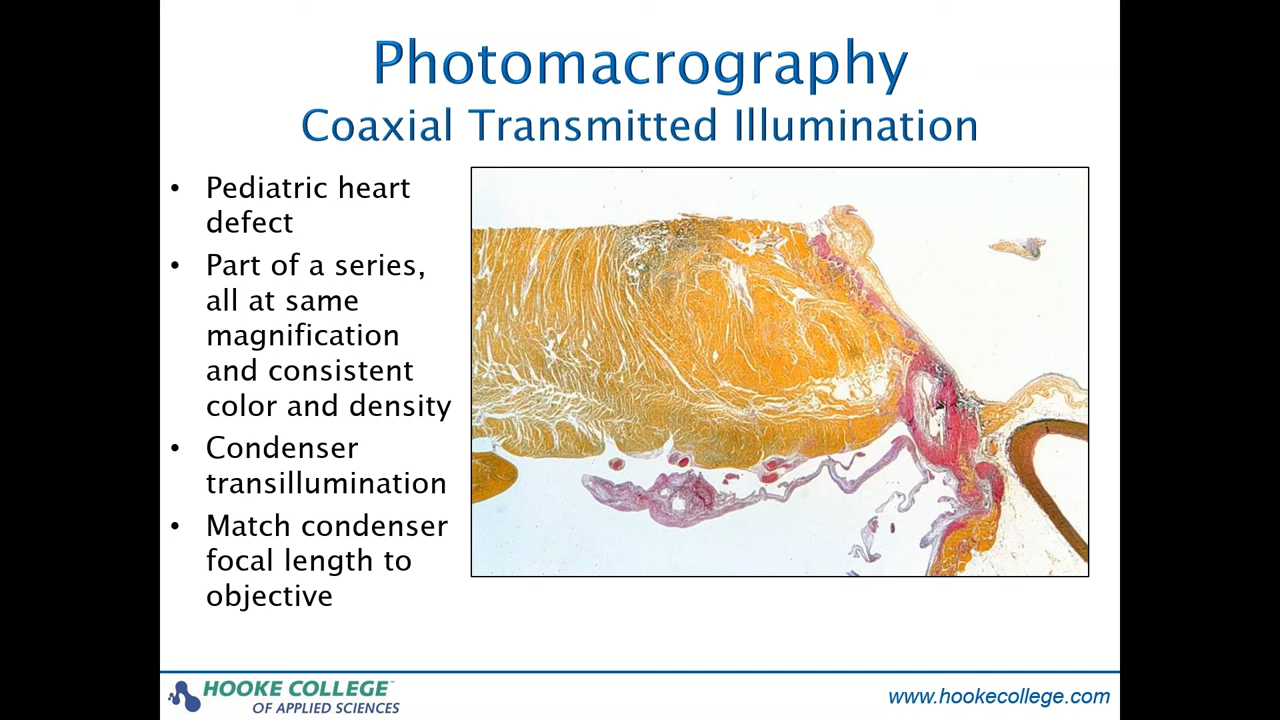 Photomacrography
Coaxial Transmitted Illumination
• Pediatric heart
defect
• Part of a series,
all at same
magnification
and consistent
color and density
• Condenser
transillumination
• Match condenser
focal length to
objective
HOOKE COLLEGE™
OF APPLIED SCIENCES
www.hookecollege.com